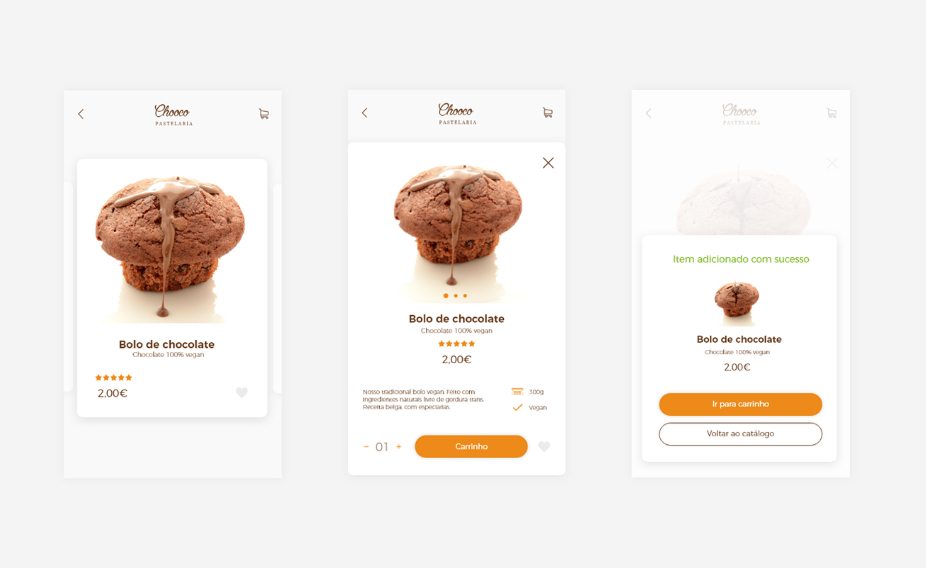 Chooco
PASTELARIA
Bolo de chocolate
Chocolate 100% vegan
2,00€
Chooco
PASTELARIA
Bolo de chocolate
Chocolate 100% vegan
2,00€
Nosso tradicional bolo vegan. Feito com
ingredientes naturais livre de gordura trans.
Receita belga. com especiarias.
300g
Vegan
01
Carrinho
Chooco
PASTELARIA
Item adicionado com sucesso
Bolo de chocolate
Chocolate 100% vegan
2,00€
Ir para carrinho
Voltar ao catálogo